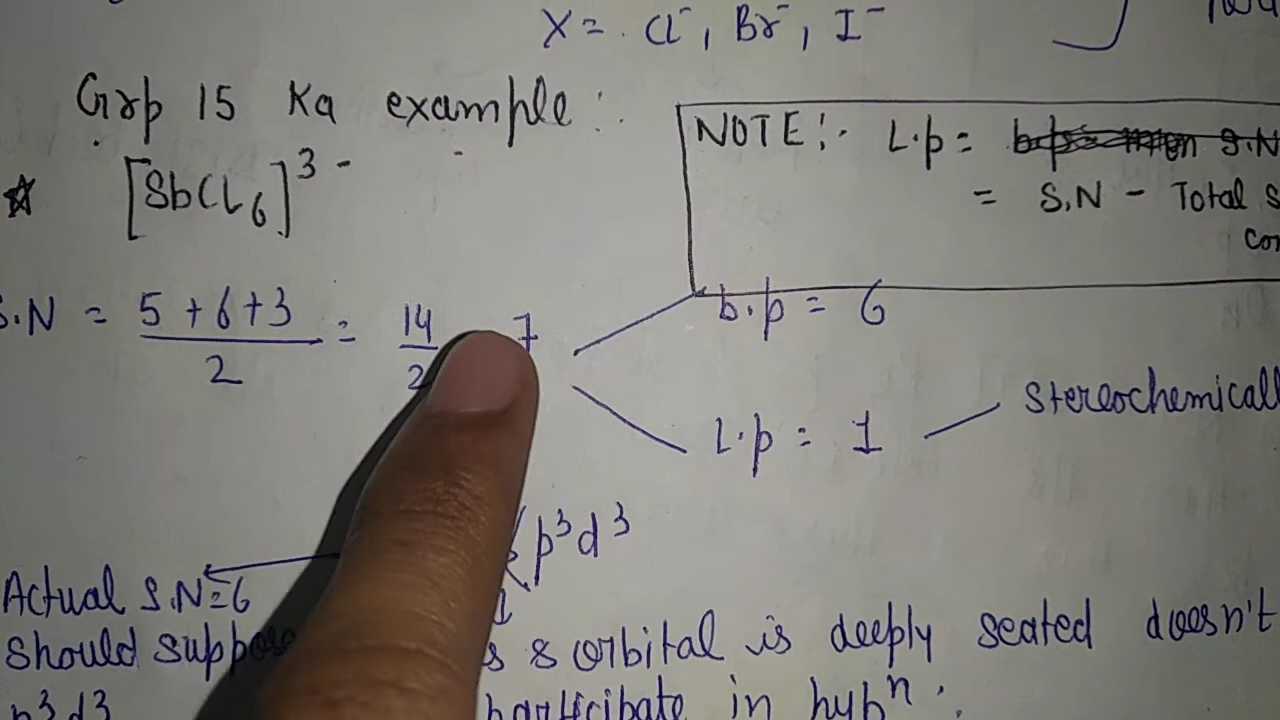 X = Cl⁻, Br⁻, I⁻
Grp 15 Ka example :
[SbCl6]³⁻
NOTE:- L.p =
= S.N - Total
S.N = 5+6+3 / 2 = 14 / 2 7
b.p = 6
L.p = 1
stereochemicall
p³d³
Actual S.N = 6
should suppose s orbital is deeply seated doesn't
p³d³ participate in hybⁿ.